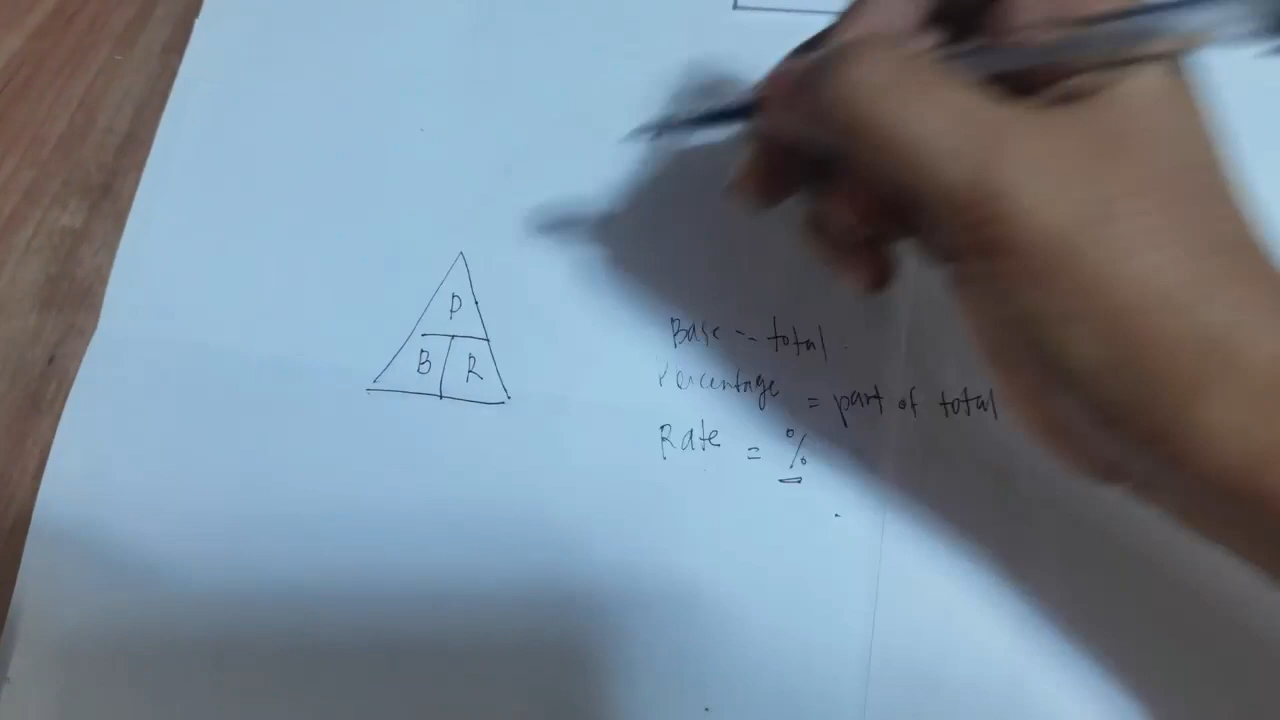 P
B R
Base -- total.
Percentage = part of total
Rate = %